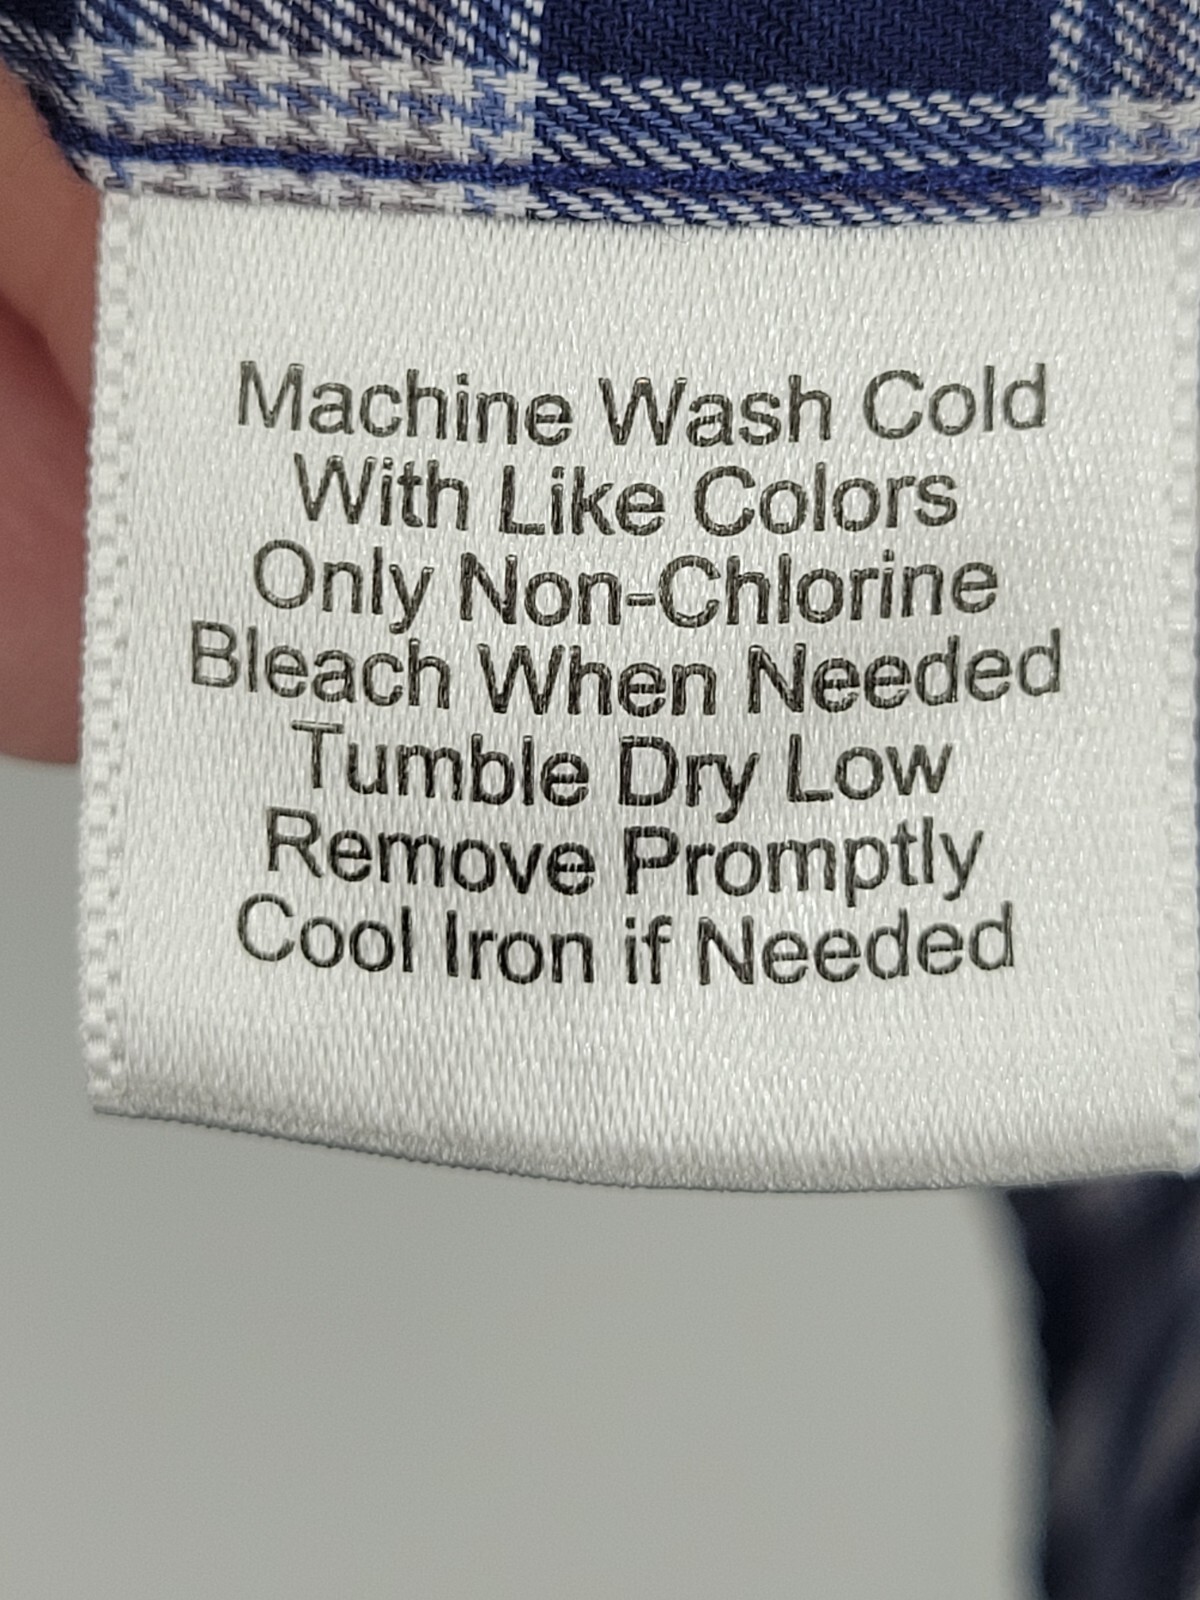 Machine Wash Cold
With Like Colors
Only Non-Chlorine
Bleach When Needed
Tumble Dry Low
Remove Promptly
Cool Iron if Needed